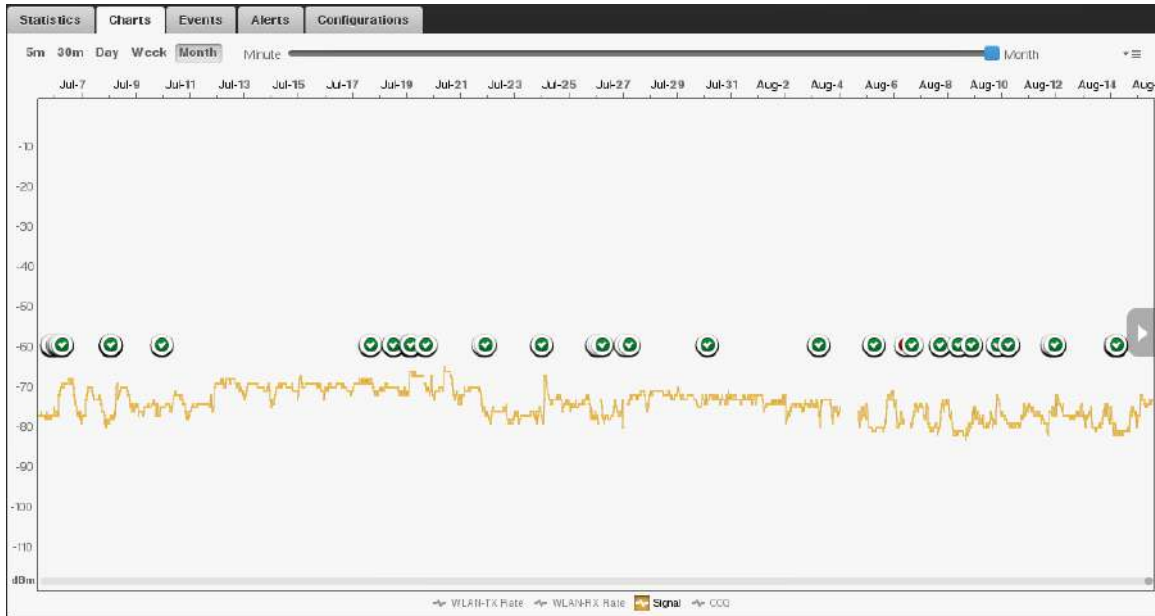 Statistics Charts Events Alerts Configurations
5m 30m Day Week Month Minute Month
Jul-7 Jul-9 Jul-11 Jul-13 Jul-15 Jul-17 Jul-19 Jul-21 Jul-23 Jul-25 Jul-27 Jul-29 Jul-31 Aug-2 Aug-4 Aug-6 Aug-8 Aug-10 Aug-12 Aug-14 Aug-
-10
-20
-30
-40
-50
-60
-70
-80
-90
-100
-110
dBm
WLAN-TX Rate WLAN-RX Rate Signal CCQ